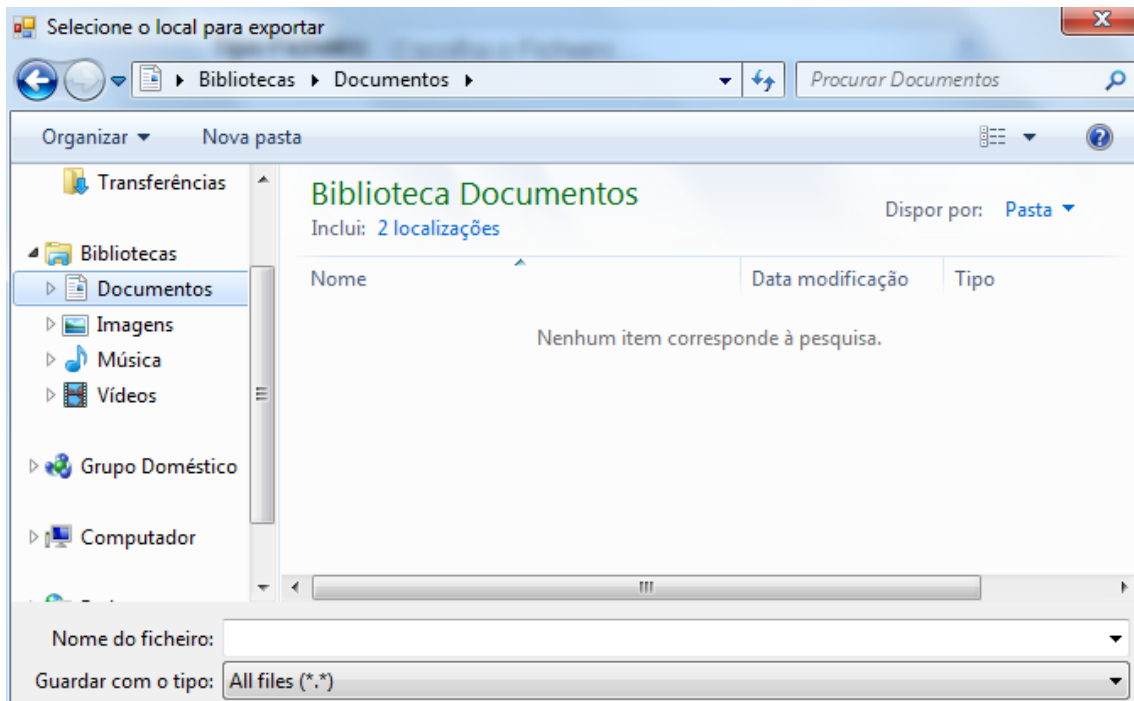 Selecione o local para exportar
Bibliotecas Documentos
Procurar Documentos
Organizar Nova pasta
Transferências
Biblioteca Documentos
Inclui: 2 localizações
Dispor por: Pasta
Bibliotecas
Documentos
Imagens
Música
Vídeos
Grupo Doméstico
Computador
Nome Data modificação Tipo
Nenhum item corresponde à pesquisa.
Nome do ficheiro:
Guardar com o tipo: All files (*.*)